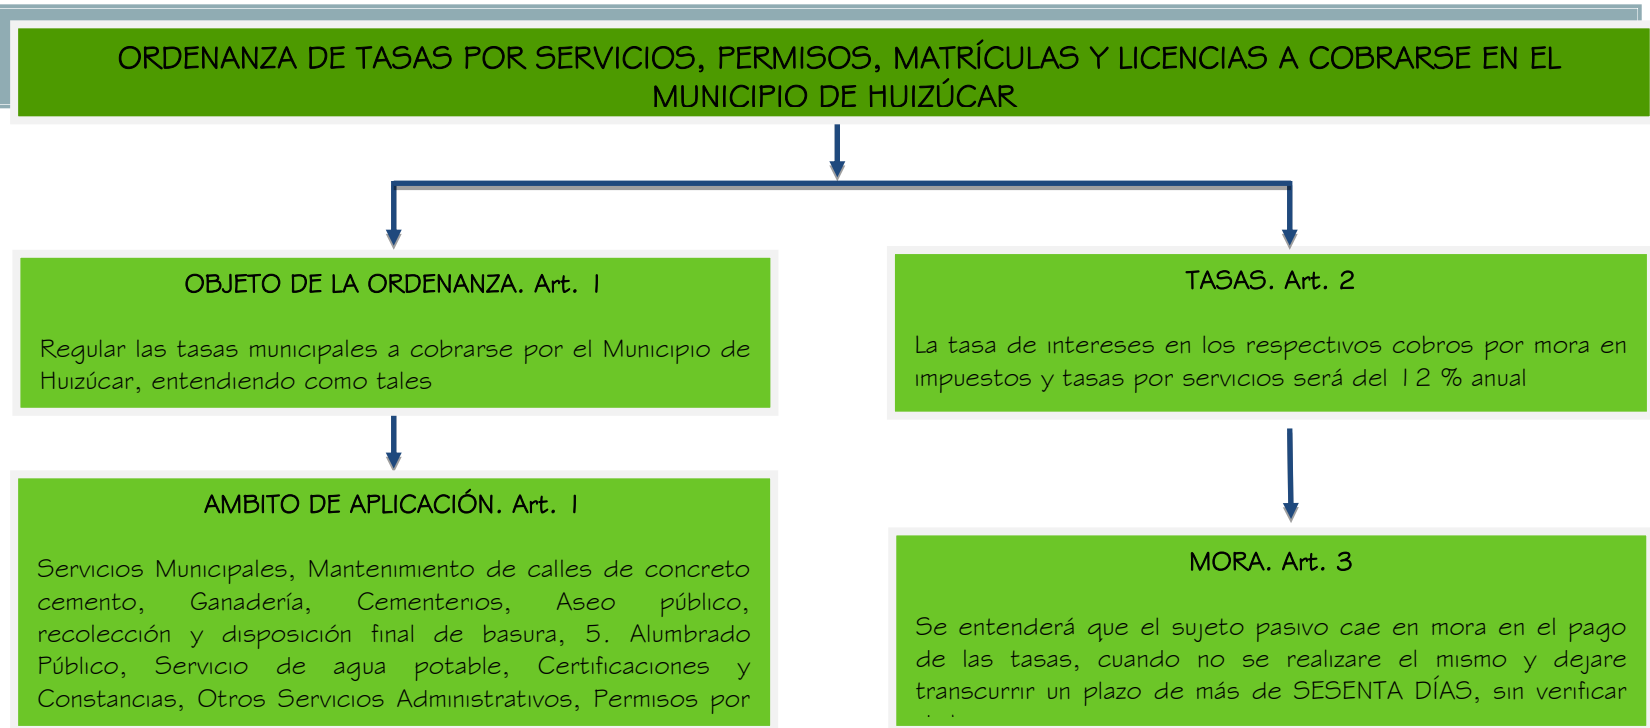 ORDENANZA DE TASAS POR SERVICIOS, PERMISOS, MATRÍCULAS Y LICENCIAS A COBRARSE EN EL
MUNICIPIO DE HUIZÚCAR
OBJETO DE LA ORDENANZA. Art. 1
Regular las tasas municipales a cobrarse por el Municipio de
Huizúcar, entendiendo como tales
AMBITO DE APLICACIÓN. Art. 1
Servicios Municipales, Mantenimiento de calles de concreto
cemento, Ganadería, Cementerios, Aseo público,
recolección y disposición final de basura, 5. Alumbrado
Público, Servicio de agua potable, Certificaciones y
Constancias, Otros Servicios Administrativos, Permisos por
TASAS. Art. 2
La tasa de intereses en los respectivos cobros por mora en
impuestos y tasas por servicios será del 12 % anual
MORA. Art. 3
Se entenderá que el sujeto pasivo cae en mora en el pago
de las tasas, cuando no se realizare el mismo y dejare
transcurrir un plazo de más de SESENTA DÍAS, sin verificar